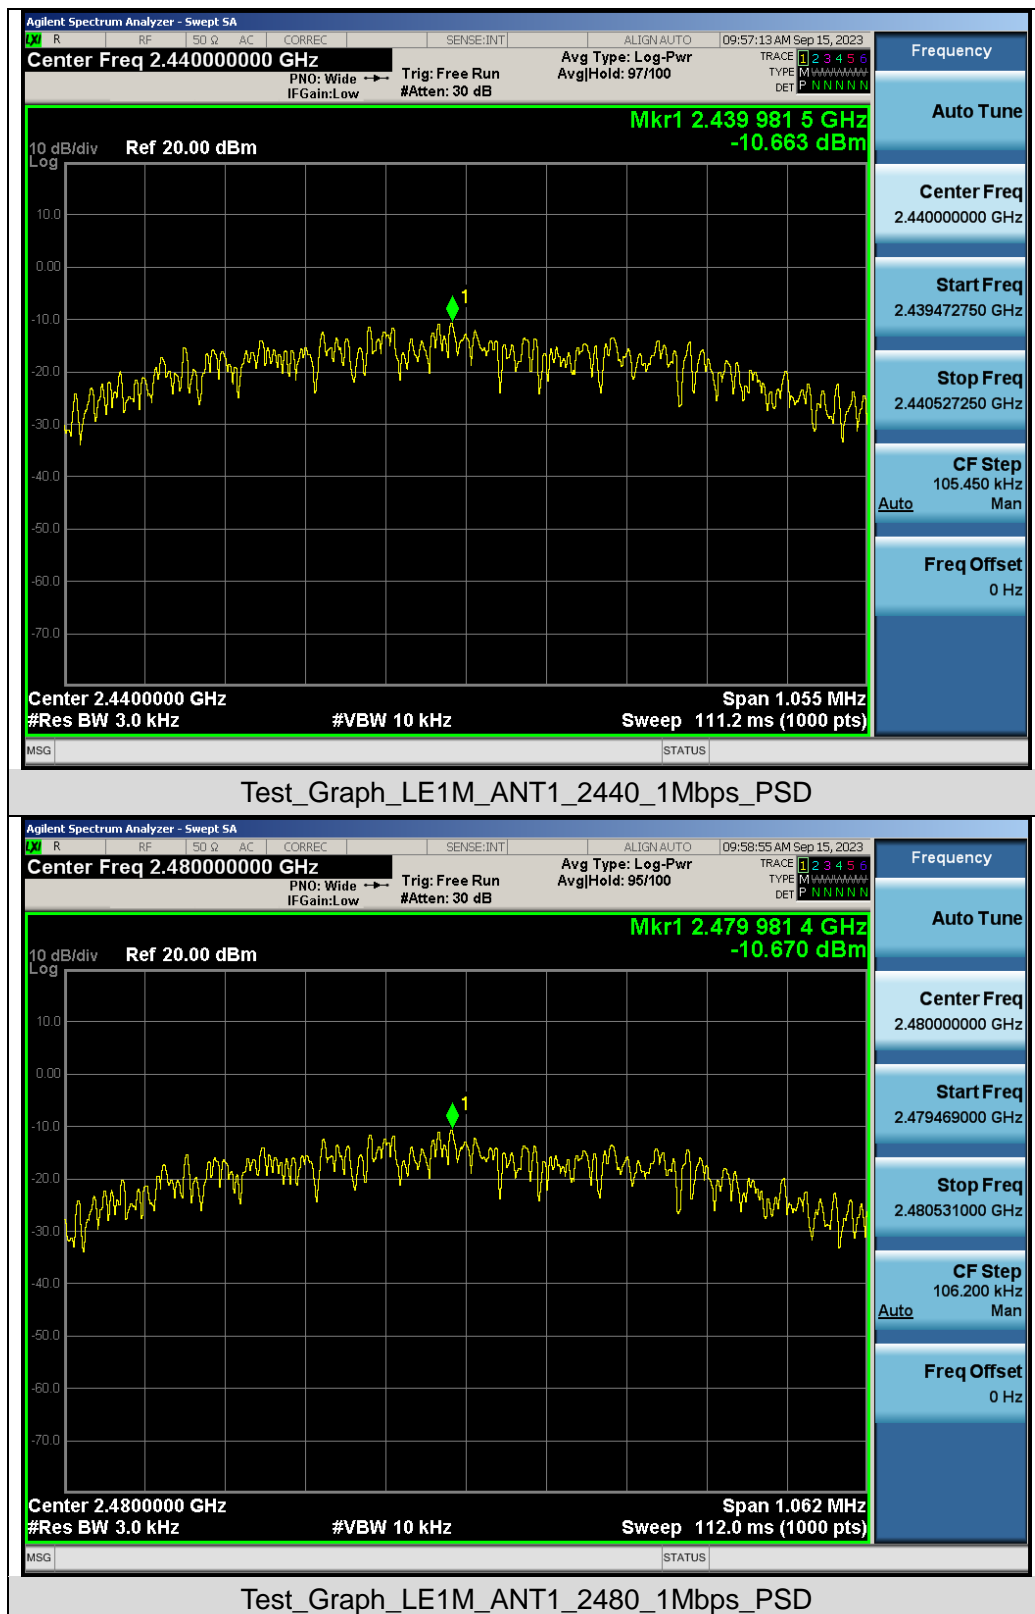 Agilent Spectrum Analyzer - Swept SA
LXI R RF 50 Ω AC CORREC SENSE:INT ALIGN AUTO 09:57:13 AM Sep 15, 2023
Center Freq 2.440000000 GHz
PNO: Wide
IFGain:Low
Trig: Free Run
#Atten: 30 dB
Avg Type: Log-Pwr
Avg|Hold: 97/100
TRACE 1 2 3 4 5 6
TYPE M W W W W W
DET P N N N N N
Mkr1 2.439 981 5 GHz
-10.663 dBm
10 dB/div Ref 20.00 dBm
Log
10.0
0.00
-10.0
-20.0
-30.0
-40.0
-50.0
-60.0
-70.0
1
Center 2.4400000 GHz Span 1.055 MHz
#Res BW 3.0 kHz #VBW 10 kHz Sweep 111.2 ms (1000 pts)
MSG STATUS
Frequency
Auto Tune
Center Freq
2.440000000 GHz
Start Freq
2.439472750 GHz
Stop Freq
2.440527250 GHz
CF Step
105.450 kHz
Auto Man
Freq Offset
0 Hz
Test_Graph_LE1M_ANT1_2440_1Mbps_PSD
Agilent Spectrum Analyzer - Swept SA
LXI R RF 50 Ω AC CORREC SENSE:INT ALIGN AUTO 09:58:55 AM Sep 15, 2023
Center Freq 2.480000000 GHz
PNO: Wide
IFGain:Low
Trig: Free Run
#Atten: 30 dB
Avg Type: Log-Pwr
Avg|Hold: 95/100
TRACE 1 2 3 4 5 6
TYPE M W W W W W
DET P N N N N N
Mkr1 2.479 981 4 GHz
-10.670 dBm
10 dB/div Ref 20.00 dBm
Log
10.0
0.00
-10.0
-20.0
-30.0
-40.0
-50.0
-60.0
-70.0
1
Center 2.4800000 GHz Span 1.062 MHz
#Res BW 3.0 kHz #VBW 10 kHz Sweep 112.0 ms (1000 pts)
MSG STATUS
Frequency
Auto Tune
Center Freq
2.480000000 GHz
Start Freq
2.479469000 GHz
Stop Freq
2.480531000 GHz
CF Step
106.200 kHz
Auto Man
Freq Offset
0 Hz
Test_Graph_LE1M_ANT1_2480_1Mbps_PSD